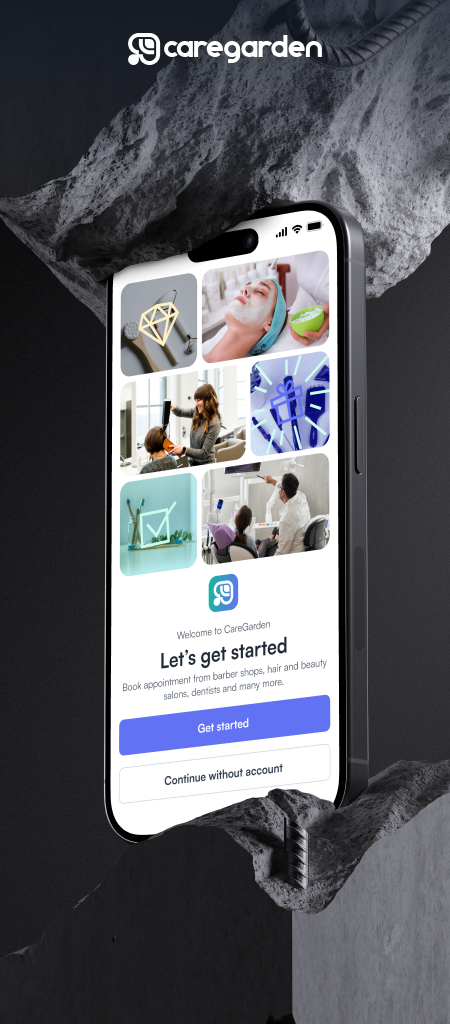 caregarden
Welcome to CareGarden
Let's get started
Book appointment from barber shops, hair and beauty
salons, dentists and many more.
Get started
Continue without account